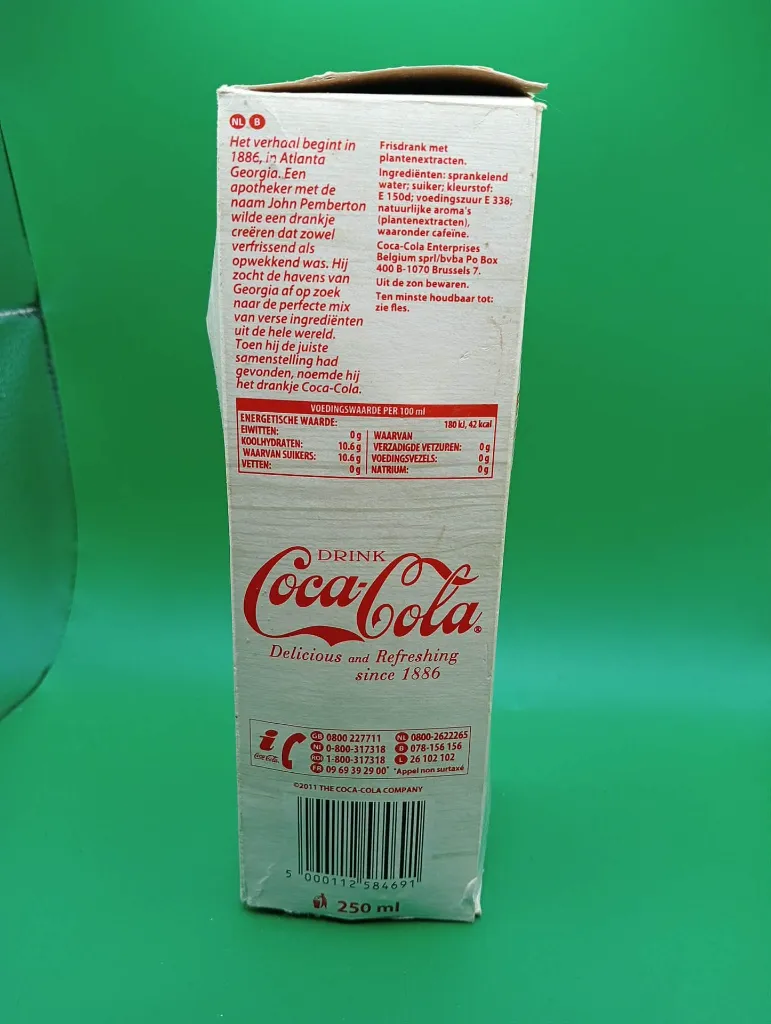 NL B
Het verhaal begint in
1886, in Atlanta
Georgia. Een
apotheker met de
naam John Pemberton
wilde een drankje
creëren dat zowel
verfrissend als
opwekkend was. Hij
zocht de havens van
Georgia af op zoek
naar de perfecte mix
van verse ingrediënten
uit de hele wereld.
Toen hij de juiste
samenstelling had
gevonden, noemde hij
het drankje Coca-Cola.
Frisdrank met
plantenextracten.
Ingrediënten: sprankelend
water; suiker; kleurstof:
E 150d; voedingszuur E 338;
natuurlijke aroma's
(plantenextracten),
waaronder cafeïne.
Coca-Cola Enterprises
Belgium sprl/bvba Po Box
400 B-1070 Brussels 7.
Uit de zon bewaren.
Ten minste houdbaar tot:
zie fles.
VOEDINGSWAARDE PER 100 ml
ENERGETISCHE WAARDE: 180 kJ, 42 kcal
EIWITTEN: 0 g
KOOLHYDRATEN: 10.6 g
WAARVAN SUIKERS: 10.6 g
VETTEN: 0 g
WAARVAN
VERZADIGDE VETZUREN: 0 g
VOEDINGSVEZELS: 0 g
NATRIUM: 0 g
DRINK
Coca-Cola®
Delicious and Refreshing
since 1886
i Coca-Cola
GB 0800 227711
NI 0-800-317318
ROI 1-800-317318
FR 09 69 39 29 00*
NL 0800-2622265
B 078-156 156
L 26 102 102
*Appel non surtaxé
©2011 THE COCA-COLA COMPANY
5 000112 584691
250 ml